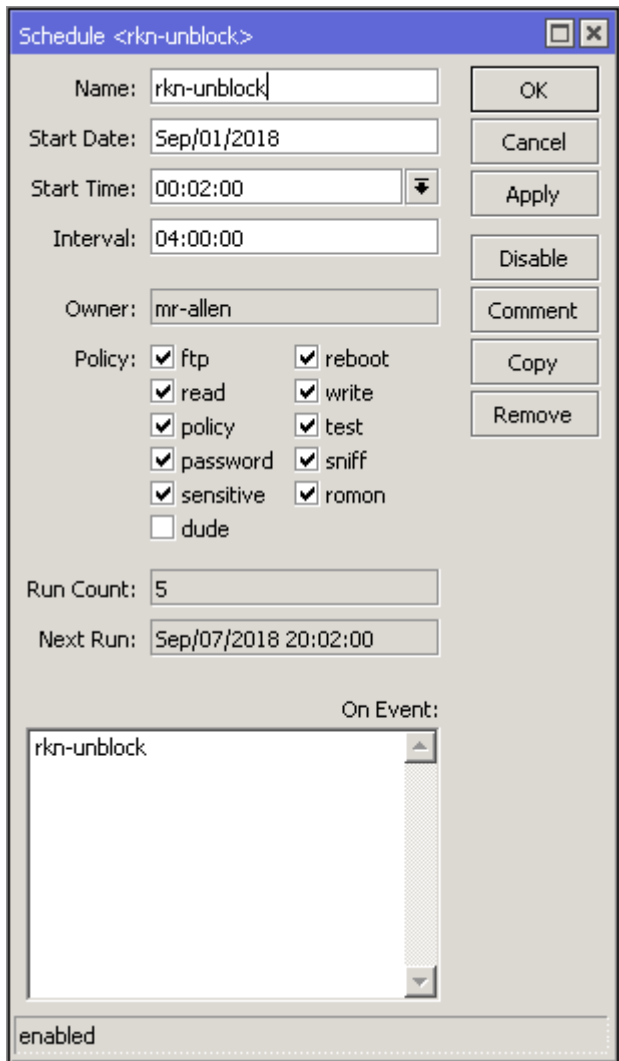 Schedule <rkn-unblock>
Name: rkn-unblock
OK
Start Date: Sep/01/2018
Cancel
Start Time: 00:02:00
Apply
Interval: 04:00:00
Disable
Owner: mr-allen
Comment
Policy: ftp reboot
Copy
read write
policy test
Remove
password sniff
sensitive romon
dude
Run Count: 5
Next Run: Sep/07/2018 20:02:00
On Event:
rkn-unblock
enabled